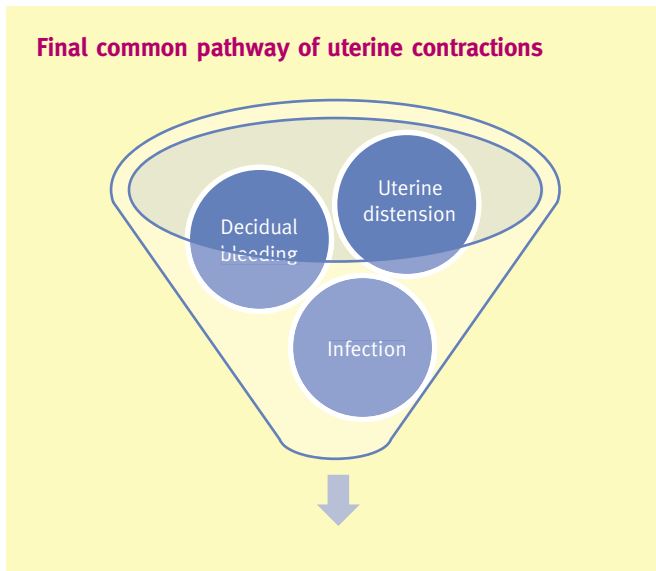 Final common pathway of uterine contractions
Uterine
distension
Decidual
bleeding
Infection